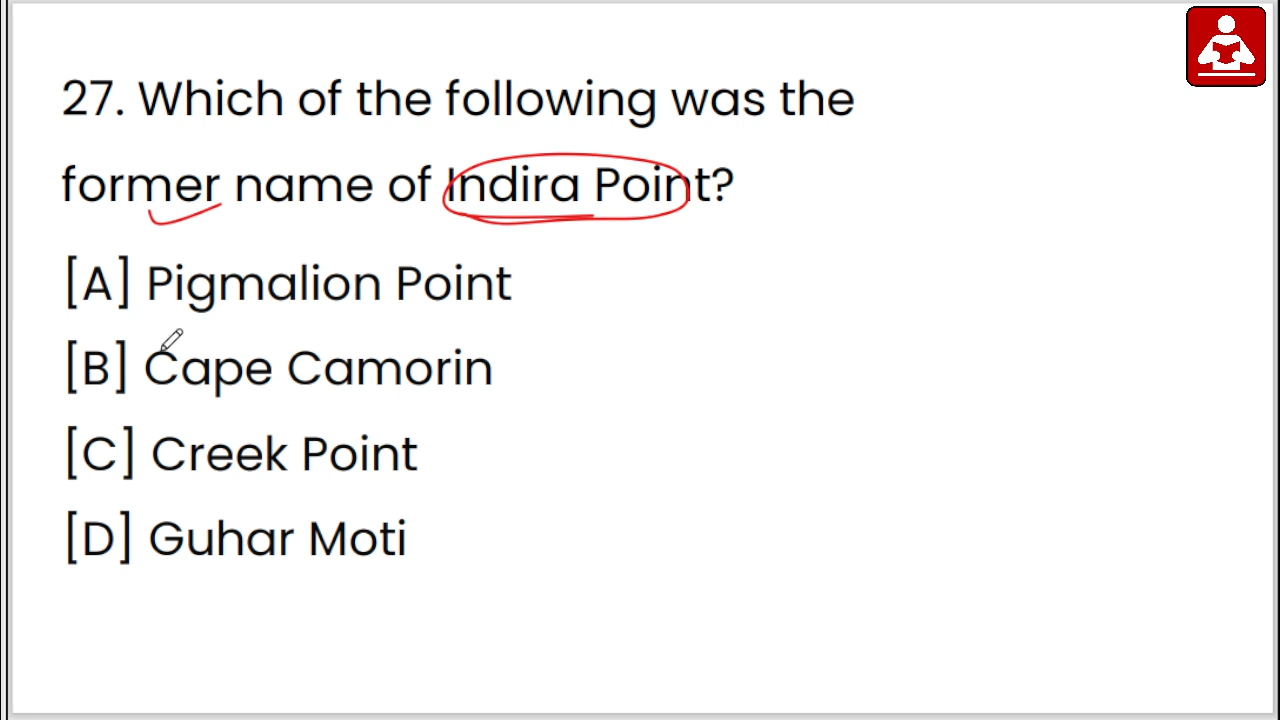 27. Which of the following was the
former name of Indira Point?
[A] Pigmalion Point
[B] Cape Camorin
[C] Creek Point
[D] Guhar Moti